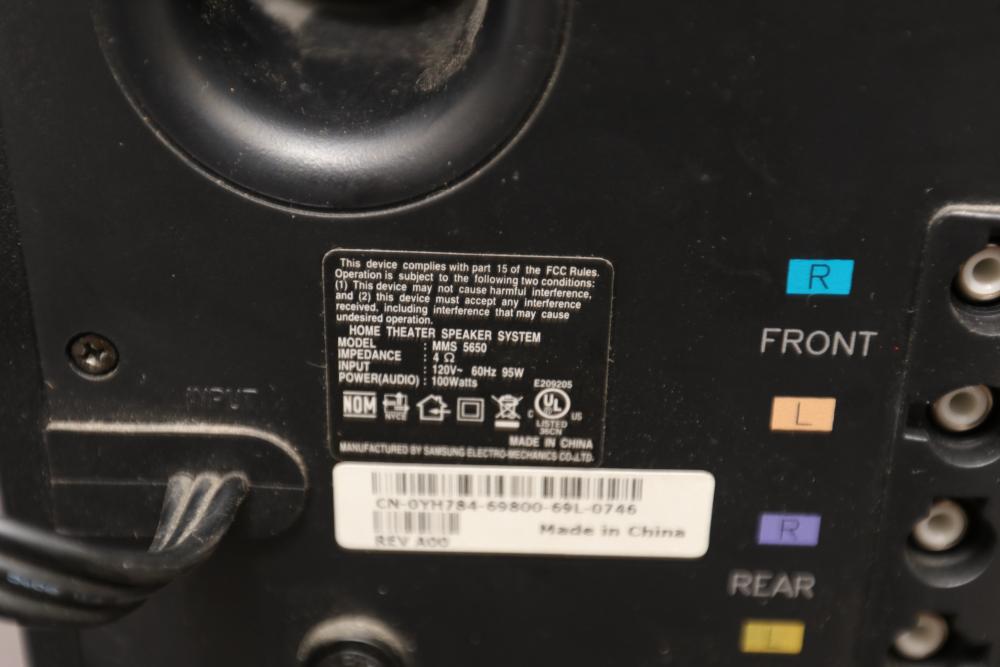 This device complies with part 15 of the FCC Rules.
Operation is subject to the following two conditions:
(1) This device may not cause harmful interference,
and (2) this device must accept any interference
received, including interference that may cause
undesired operation.
HOME THEATER SPEAKER SYSTEM
MODEL : MMS 5650
IMPEDANCE : 4 Ω
INPUT : 120V~ 60Hz 95W
POWER(AUDIO) : 100Watts
E209205
NOM
NYCE
C UL US
LISTED
36CN
MADE IN CHINA
MANUFACTURED BY SAMSUNG ELECTRO-MECHANICS CO.,LTD.
CN-0YH784-69800-69L-0746
Made in China
REV A00
INPUT
R
FRONT
L
R
REAR
L